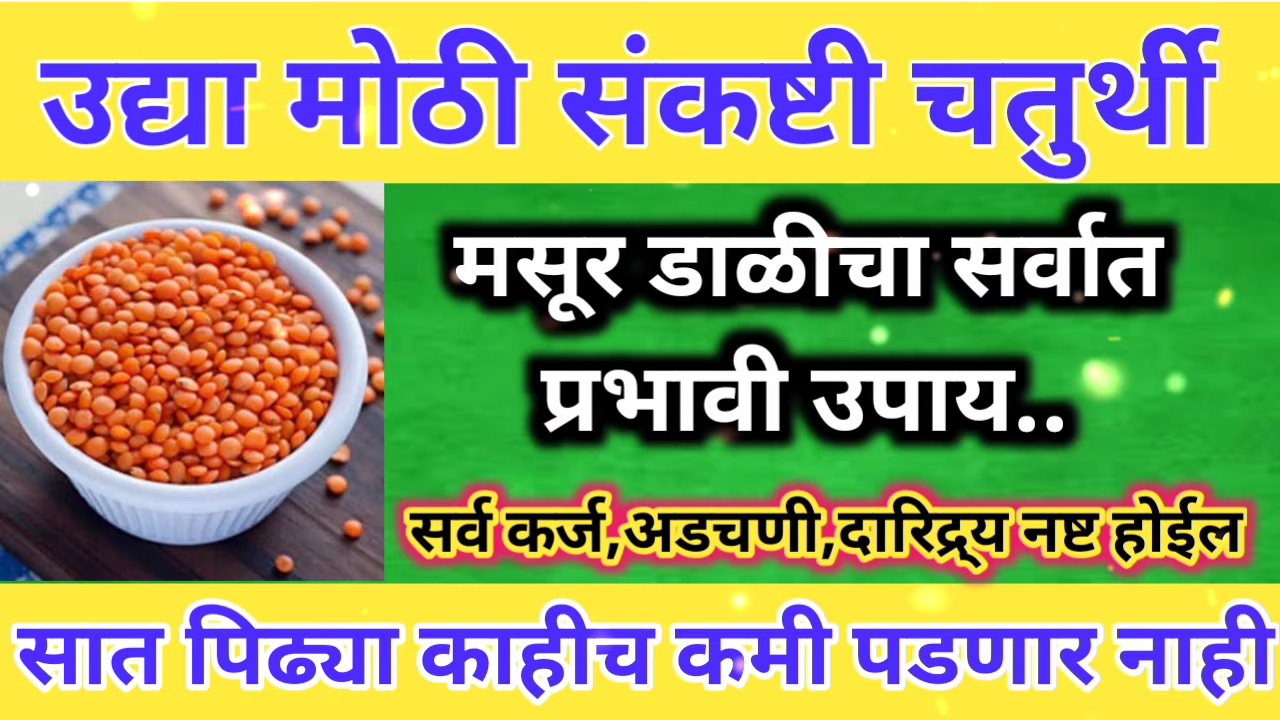 उद्या मोठी संकष्टी चतुर्थी
मसूर डाळीचा सर्वात
प्रभावी उपाय..
सर्व कर्ज,अडचणी,दारिद्र्य नष्ट होईल
सात पिढ्या काहीच कमी पडणार नाही